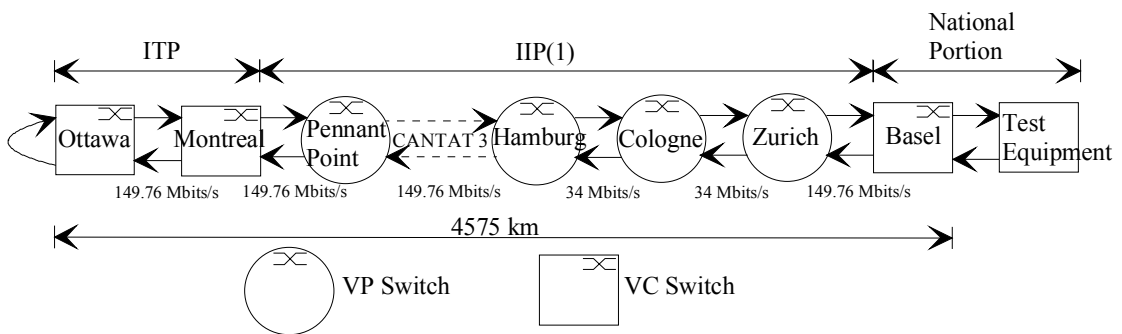 National
Portion
ITP
IIP(1)
Ottawa
Montreal
Pennant
Point
CANTAT 3
Hamburg
Cologne
Zurich
Basel
Test
Equipment
149.76 Mbits/s
149.76 Mbits/s
149.76 Mbits/s
34 Mbits/s
34 Mbits/s
149.76 Mbits/s
4575 km
VP Switch
VC Switch